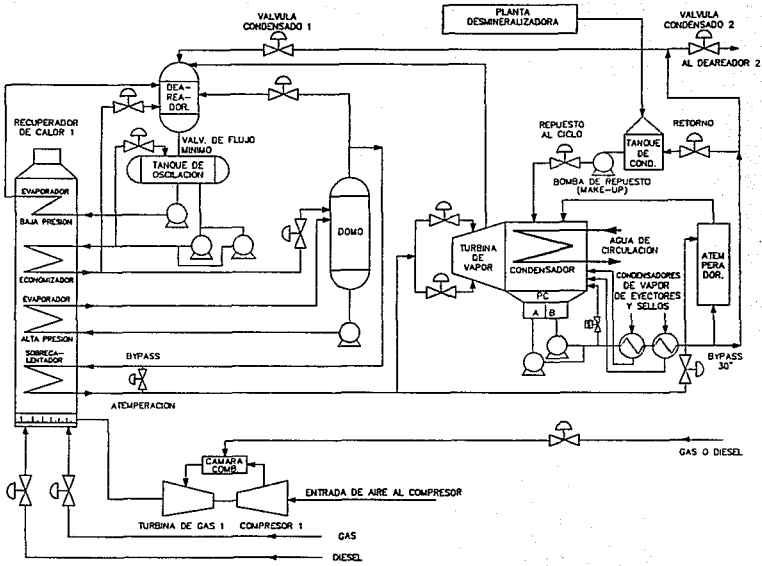 PLANTA
DESMINERALIZADORA
VALVULA
CONDENSADO 1
VALVULA
CONDENSADO 2
AL DEAREADOR 2
DEA-
REA-
DOR.
RECUPERADOR
DE CALOR 1
VALV. DE FLUJO
MINIMO
TANQUE DE
OSCILACION
REPUESTO
AL CICLO
RETORNO
TANQUE
DE
COND.
BOMBA DE REPUESTO
(MAKE-UP)
EVAPORADOR
BAJA PRESION
DOMO
TURBINA
DE
VAPOR
AGUA DE
CIRCULACION
CONDENSADOR
ATEM
PERA
DOR.
ECONOMIZADOR
CONDENSADORES
DE VAPOR
DE EYECTORES
Y SELLOS
EVAPORADOR
ALTA PRESION
PC
A B
SOBRECA-
LENTADOR
BYPASS
BYPASS
30"
ATEMPERACION
CAMARA
COMB.
GAS O DIESEL
ENTRADA DE AIRE AL COMPRESOR
TURBINA DE GAS 1
COMPRESOR 1
GAS
DIESEL